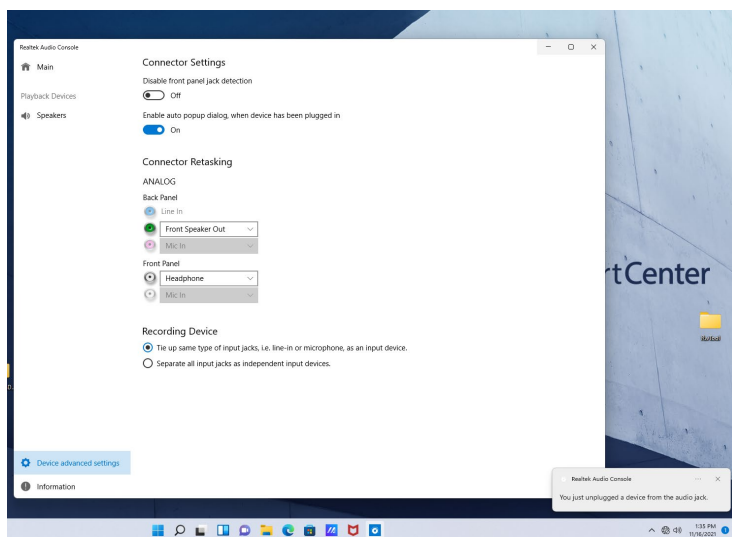 Realtek Audio Console
Main
Playback Devices
Speakers
Device advanced settings
Information
Connector Settings
Disable front panel jack detection
Off
Enable auto popup dialog, when device has been plugged in
On
Connector Retasking
ANALOG
Back Panel
Line In
Front Speaker Out
Mic In
Front Panel
Headphone
Mic In
Recording Device
Tie up same type of input jacks, i.e. line-in or microphone, as an input device.
Separate all input jacks as independent input devices.
rtCenter
Realtek Audio Console
You just unplugged a device from the audio jack.
1:35 PM
11/16/2021